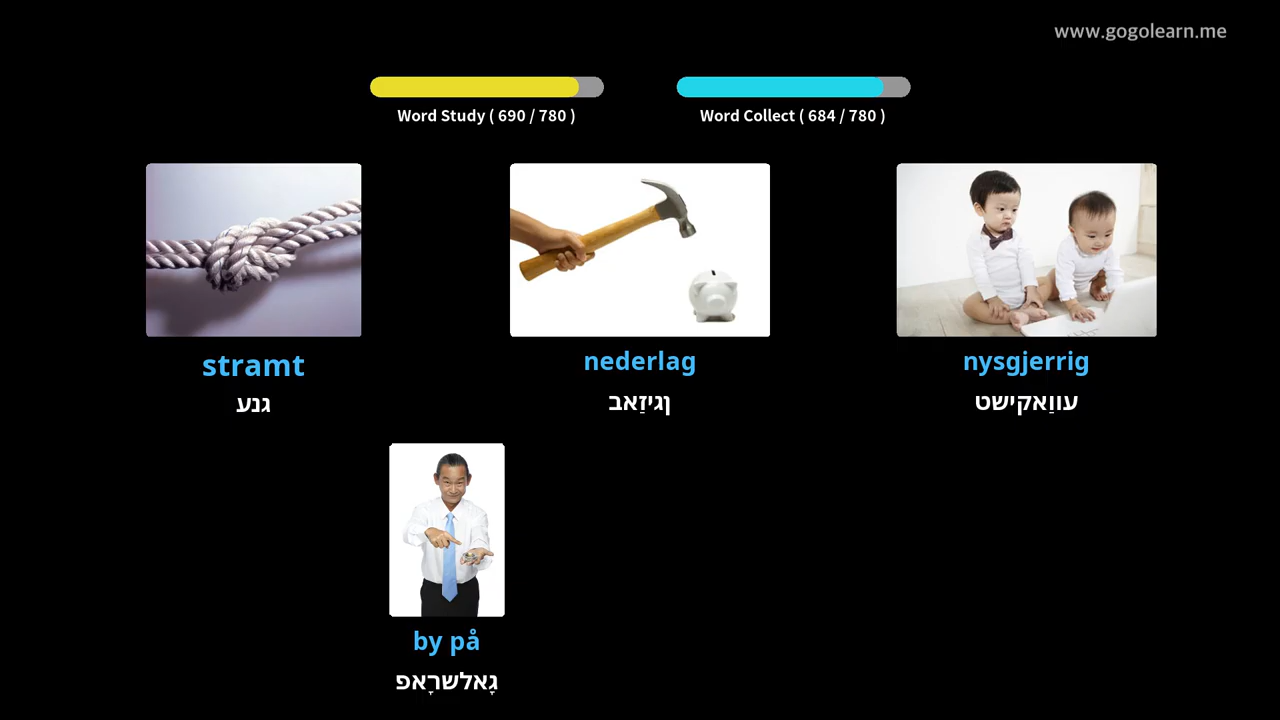 www.gogolearn.me
Word Study ( 690 / 780 )
Word Collect ( 684 / 780 )
stramt
גנע
nederlag
ןגיזַאב
nysgjerrig
עווַאקישט
by på
גָאלשרָאפ